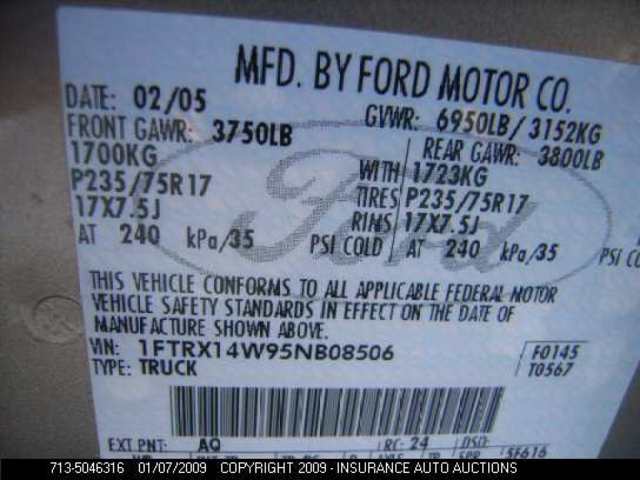 MFD. BY FORD MOTOR CO.
DATE: 02/05 GVWR: 6950LB/3152KG
FRONT GAWR: 3750LB REAR GAWR: 3800LB
1700KG WITH 1723KG
P235/75R17 TIRES P235/75R17
17X7.5J RIMS 17X7.5J
AT 240 kPa/35 PSI COLD AT 240 kPa/35 PSI COLD
Ford
THIS VEHICLE CONFORMS TO ALL APPLICABLE FEDERAL MOTOR
VEHICLE SAFETY STANDARDS IN EFFECT ON THE DATE OF
MANUFACTURE SHOWN ABOVE.
VIN: 1FTRX14W95NB08506 F0145
TYPE: TRUCK T0567
EXT PNT: AQ RC: 24 DSO:
5F616
713-5046316 01/07/2009 COPYRIGHT 2009 - INSURANCE AUTO AUCTIONS